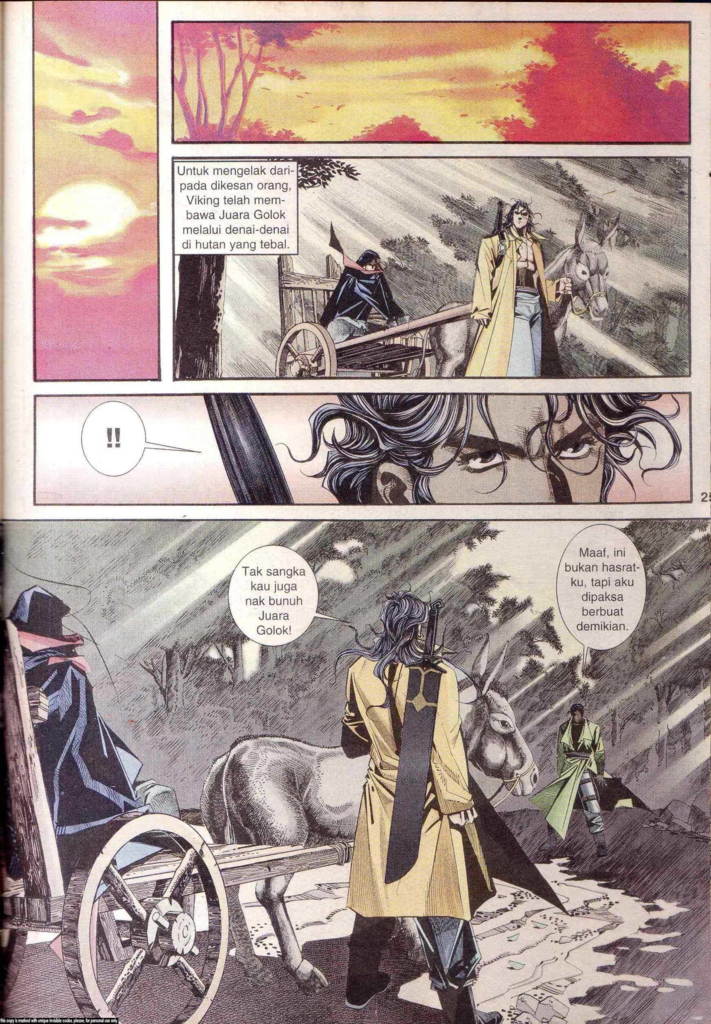 Untuk mengelak dari-
pada dikesan orang,
Viking telah mem-
bawa Juara Golok
melalui denai-denai
di hutan yang tebal.
!!
25
Tak sangka
kau juga
nak bunuh
Juara
Golok!
Maaf, ini
bukan hasrat-
ku, tapi aku
dipaksa
berbuat
demikian.